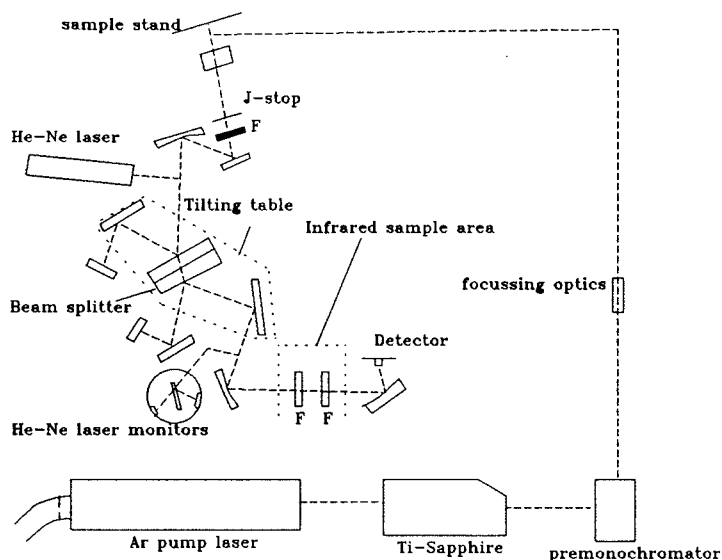 sample stand
J-stop
F
He-Ne laser
Tilting table
Infrared sample area
Beam splitter
focussing optics
Detector
F F
He-Ne laser monitors
Ar pump laser
Ti-Sapphire
premonochromator